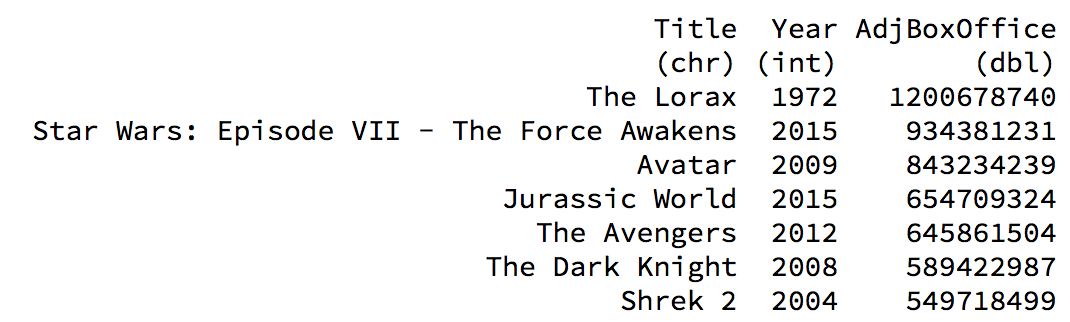 Title Year AdjBoxOffice
(chr) (int) (dbl)
The Lorax 1972 1200678740
Star Wars: Episode VII - The Force Awakens 2015 934381231
Avatar 2009 843234239
Jurassic World 2015 654709324
The Avengers 2012 645861504
The Dark Knight 2008 589422987
Shrek 2 2004 549718499